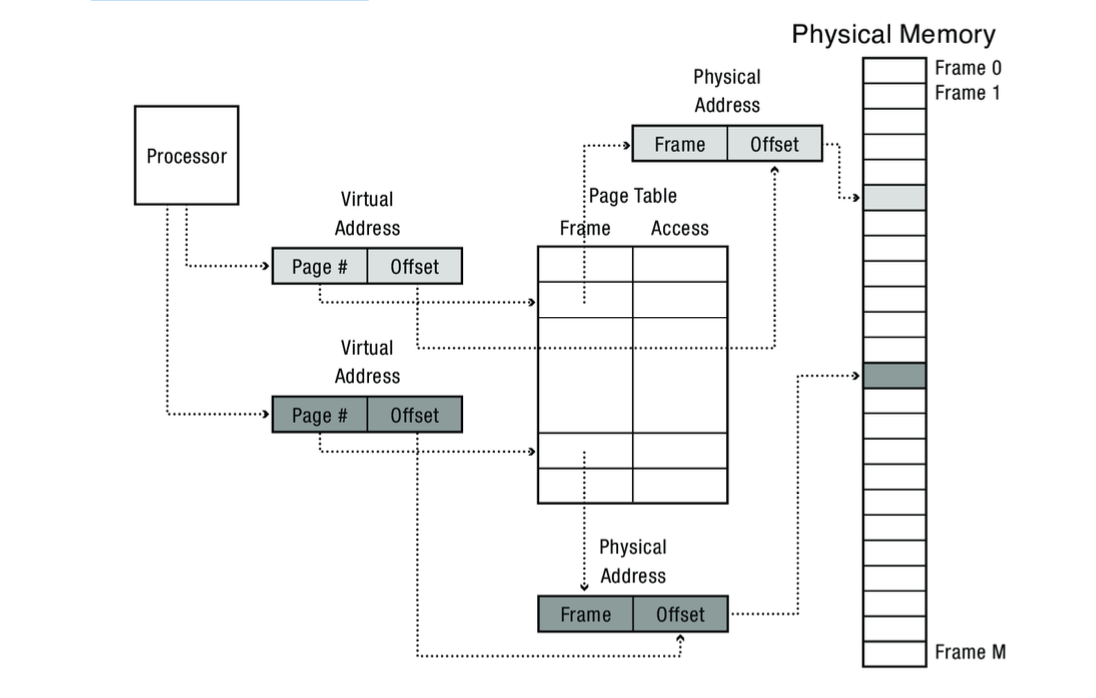 Physical Memory
Frame 0
Frame 1
Physical
Address
Frame Offset
Processor
Virtual
Address
Page # Offset
Page Table
Frame Access
Virtual
Address
Page # Offset
Physical
Address
Frame Offset
Frame M